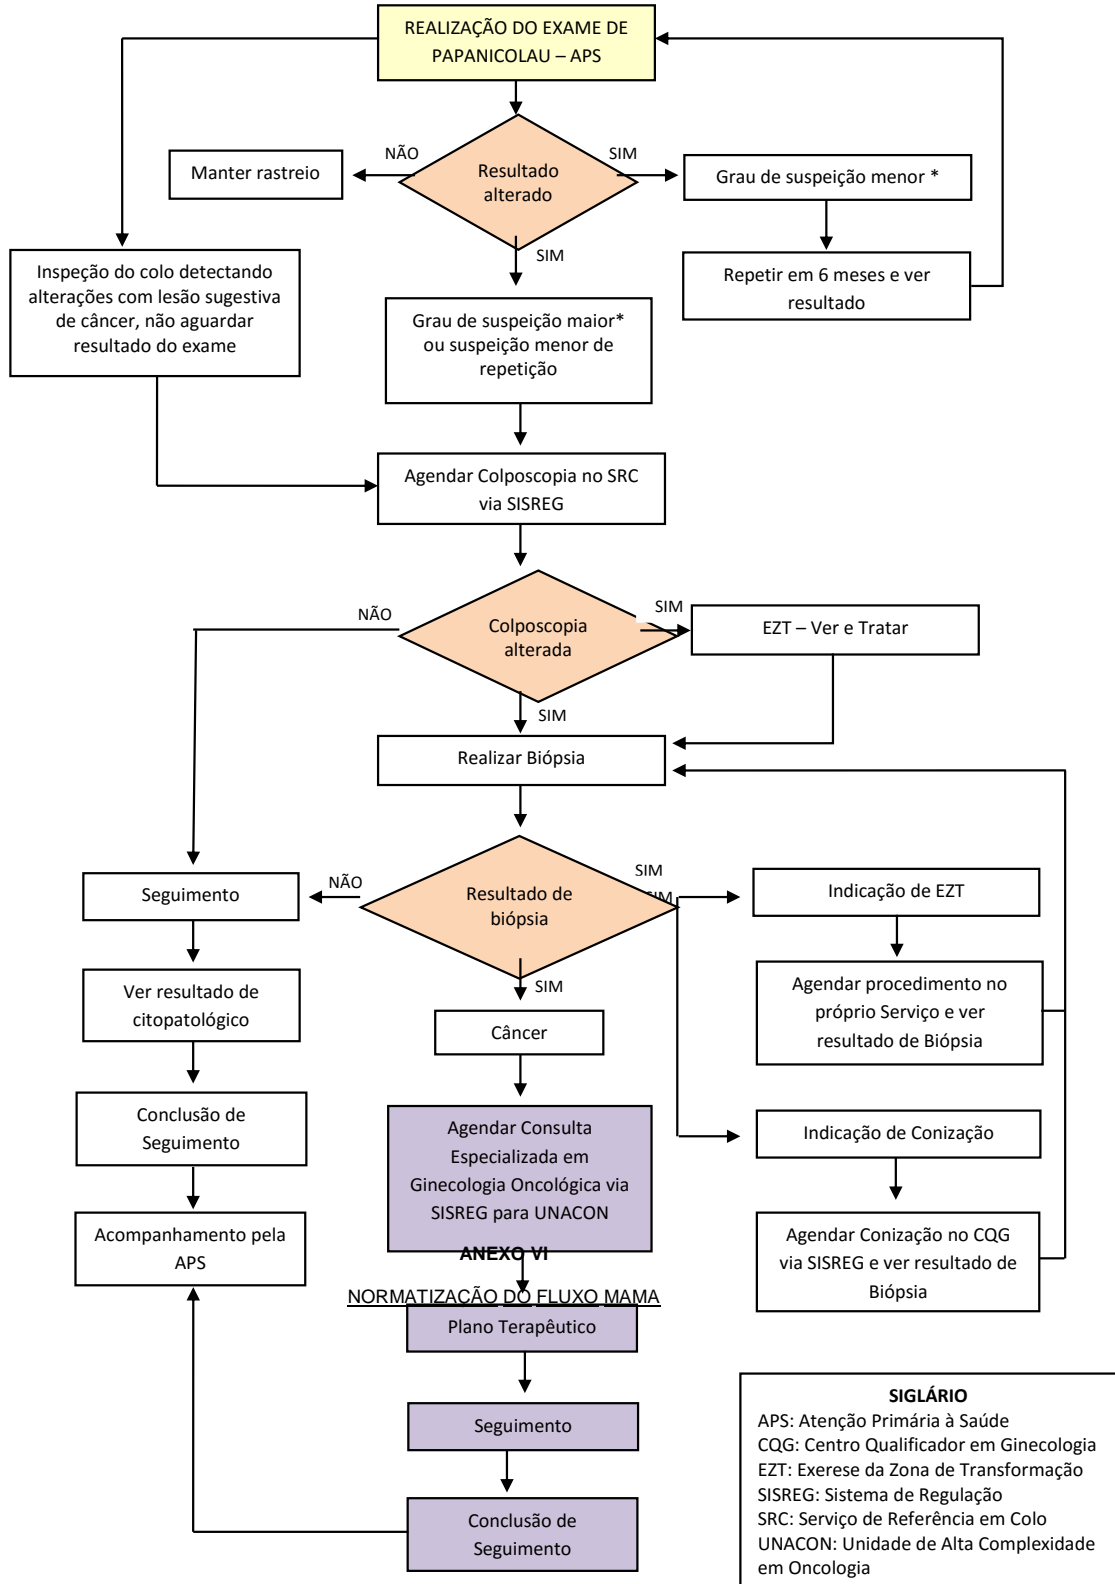 REALIZAÇÃO DO EXAME DE
PAPANICOLAU – APS
NÃO
SIM
Manter rastreio
Resultado
alterado
Grau de suspeição menor *
SIM
Inspeção do colo detectando
alterações com lesão sugestiva
de câncer, não aguardar
resultado do exame
Repetir em 6 meses e ver
resultado
Grau de suspeição maior*
ou suspeição menor de
repetição
Agendar Colposcopia no SRC
via SISREG
NÃO
SIM
Colposcopia
alterada
EZT – Ver e Tratar
SIM
Realizar Biópsia
NÃO
SIM
SIM
Seguimento
Resultado de
biópsia
Indicação de EZT
SIM
Ver resultado de
citopatológico
Câncer
Agendar procedimento no
próprio Serviço e ver
resultado de Biópsia
Conclusão de
Seguimento
Agendar Consulta
Especializada em
Ginecologia Oncológica via
SISREG para UNACON
Indicação de Conização
Acompanhamento pela
APS
Agendar Conização no CQG
via SISREG e ver resultado de
Biópsia
ANEXO VI
NORMATIZAÇÃO DO FLUXO MAMA
Plano Terapêutico
Seguimento
Conclusão de
Seguimento
SIGLÁRIO
APS: Atenção Primária à Saúde
CQG: Centro Qualificador em Ginecologia
EZT: Exerese da Zona de Transformação
SISREG: Sistema de Regulação
SRC: Serviço de Referência em Colo
UNACON: Unidade de Alta Complexidade
em Oncologia